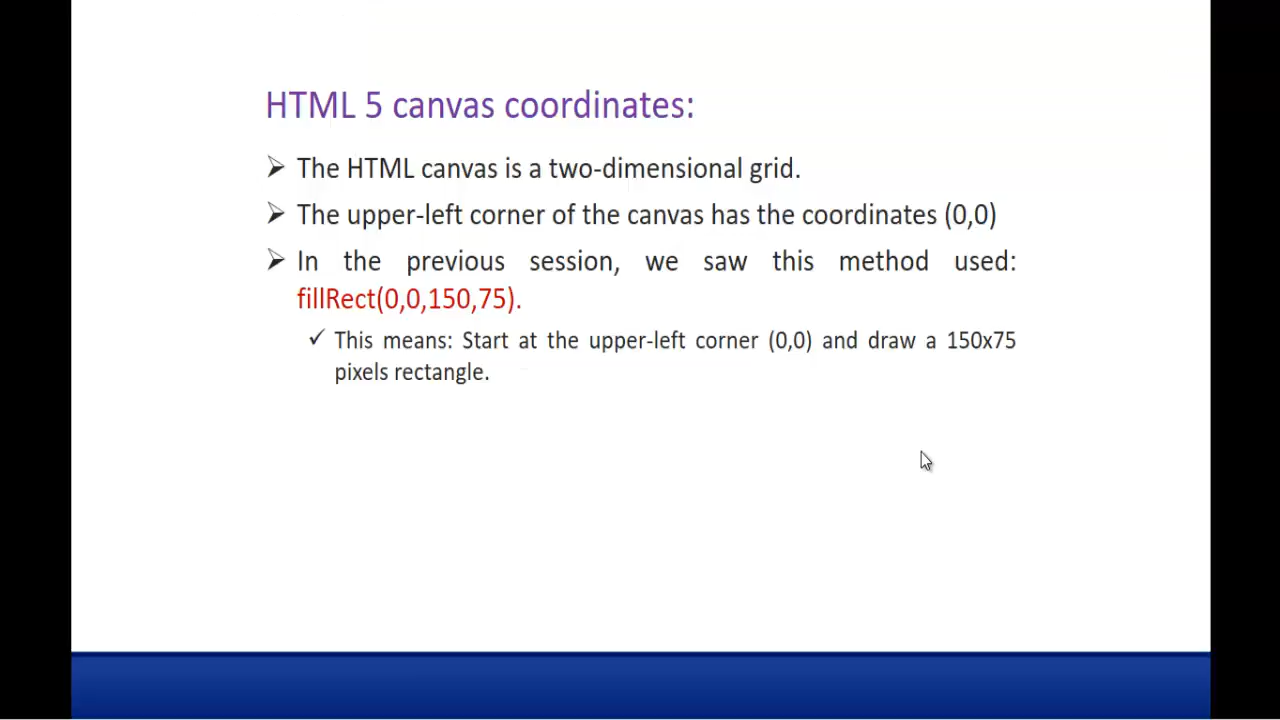 HTML 5 canvas coordinates:
The HTML canvas is a two-dimensional grid.
The upper-left corner of the canvas has the coordinates (0,0)
In the previous session, we saw this method used:
fillRect(0,0,150,75).
This means: Start at the upper-left corner (0,0) and draw a 150x75
pixels rectangle.